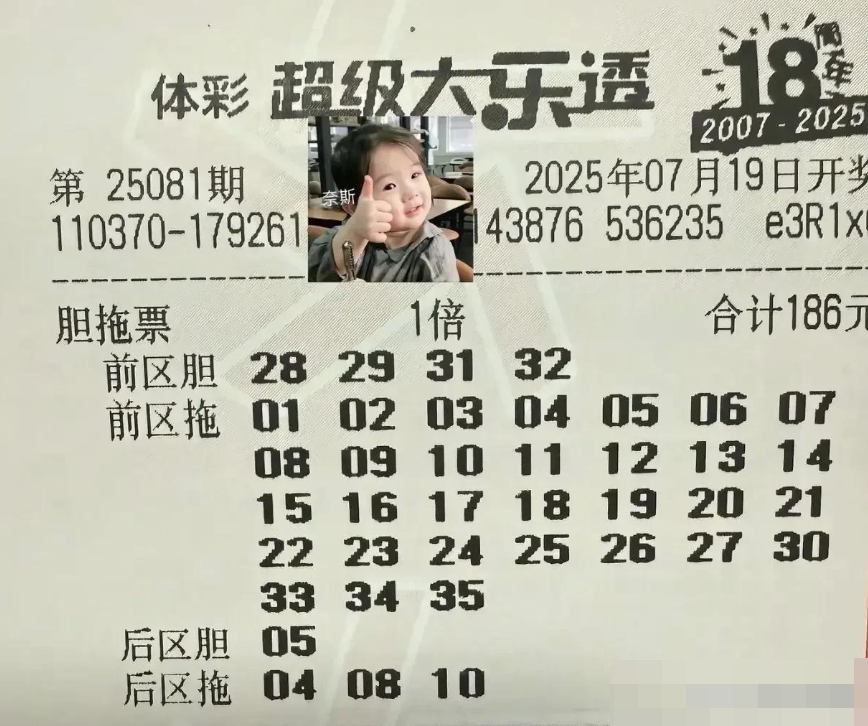 体彩 超级大乐透
18周年
2007-2025
第 25081期
2025年07月19日开奖
110370-179261
143876 536235 e3R1x
奈斯
胆拖票 1倍 合计186元
前区胆 28 29 31 32
前区拖 01 02 03 04 05 06 07
08 09 10 11 12 13 14
15 16 17 18 19 20 21
22 23 24 25 26 27 30
33 34 35
后区胆 05
后区拖 04 08 10